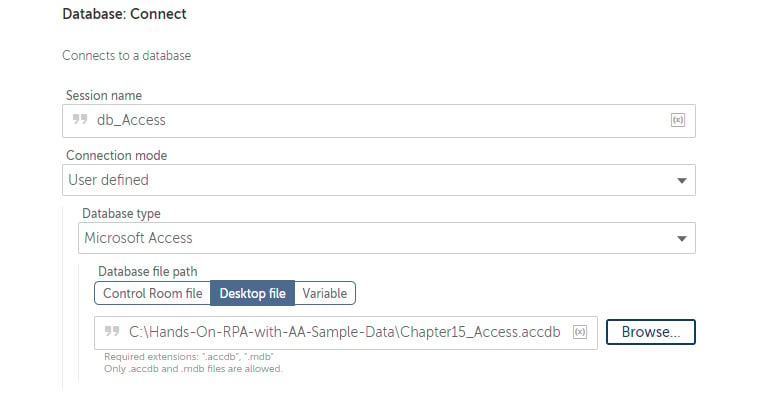 Database: Connect
Connects to a database
Session name
db_Access
(x)
Connection mode
User defined
Database type
Microsoft Access
Database file path
Control Room file Desktop file Variable
C:\Hands-On-RPA-with-AA-Sample-Data\Chapter15_Access.accdb (x) Browse...
Required extensions: ".accdb", ".mdb"
Only .accdb and .mdb files are allowed.